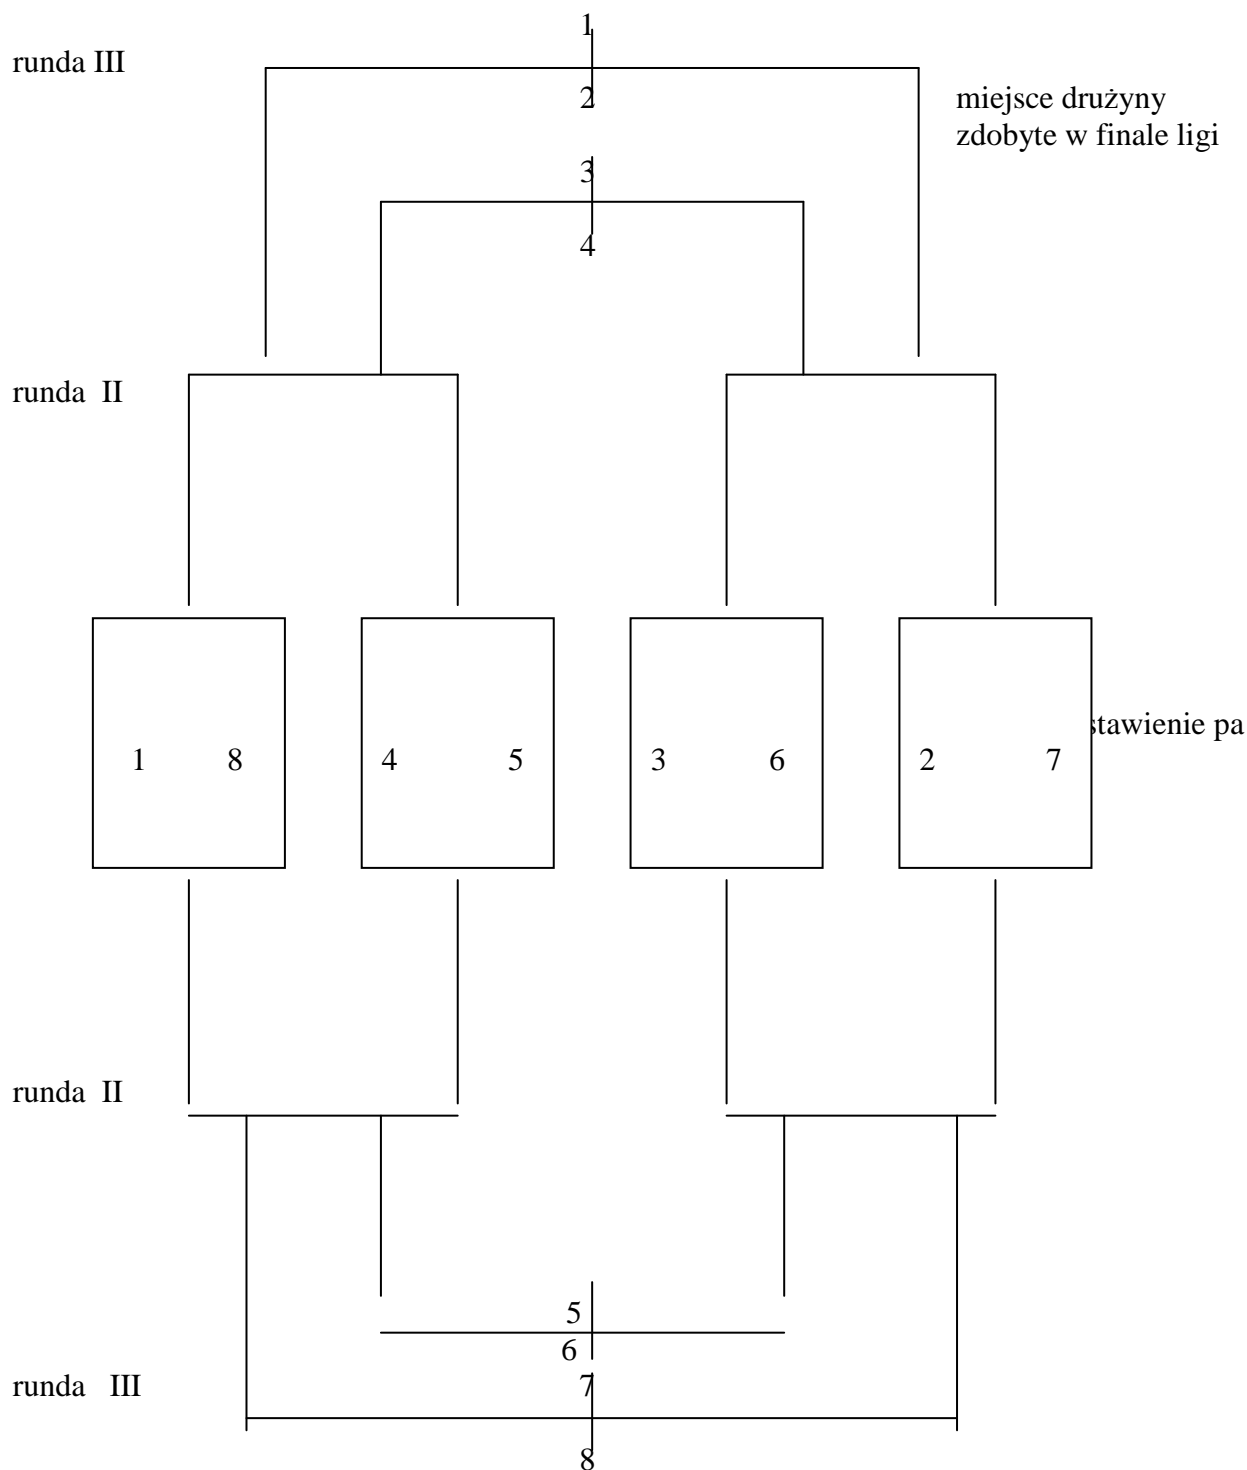 1
runda III
2
miejsce drużyny
zdobyte w finale ligi
3
4
runda II
stawienie pa
1 8 4 5 3 6 2 7
runda II
5
6
runda III
7
8